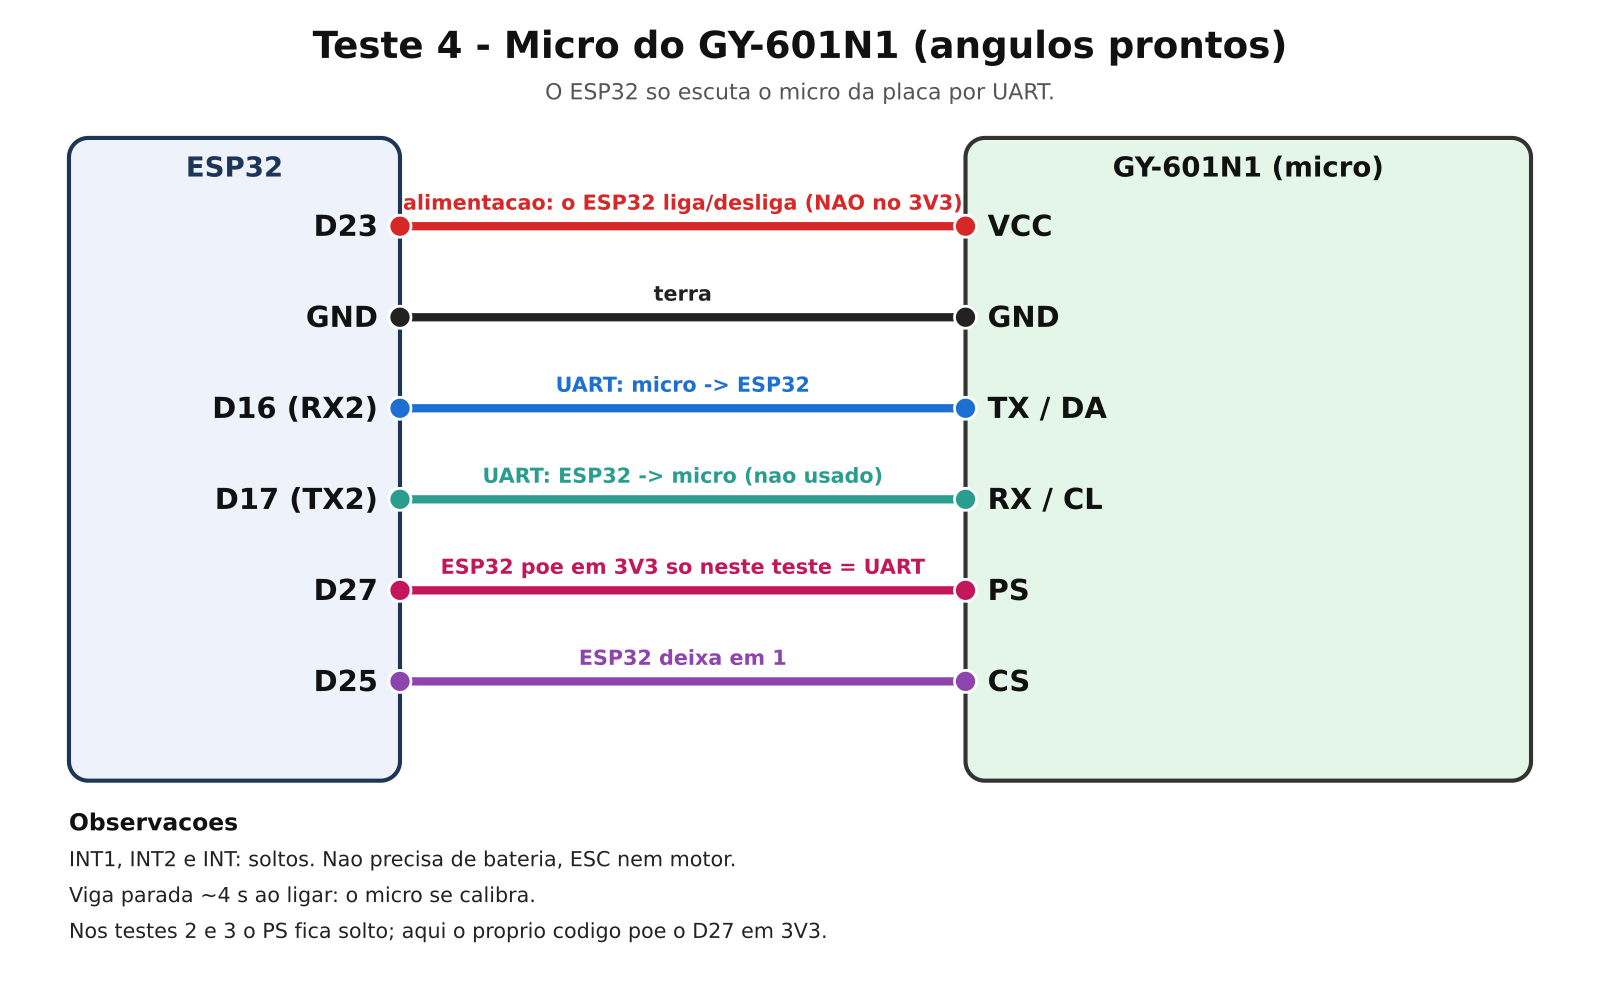 Teste 4 - Micro do GY-601N1 (angulos prontos)
O ESP32 so escuta o micro da placa por UART.
ESP32
GY-601N1 (micro)
alimentacao: o ESP32 liga/desliga (NAO no 3V3)
D23
VCC
terra
GND
GND
UART: micro -> ESP32
D16 (RX2)
TX / DA
UART: ESP32 -> micro (nao usado)
D17 (TX2)
RX / CL
ESP32 poe em 3V3 so neste teste = UART
D27
PS
ESP32 deixa em 1
D25
CS
Observacoes
INT1, INT2 e INT: soltos. Nao precisa de bateria, ESC nem motor.
Viga parada ~4 s ao ligar: o micro se calibra.
Nos testes 2 e 3 o PS fica solto; aqui o proprio codigo poe o D27 em 3V3.